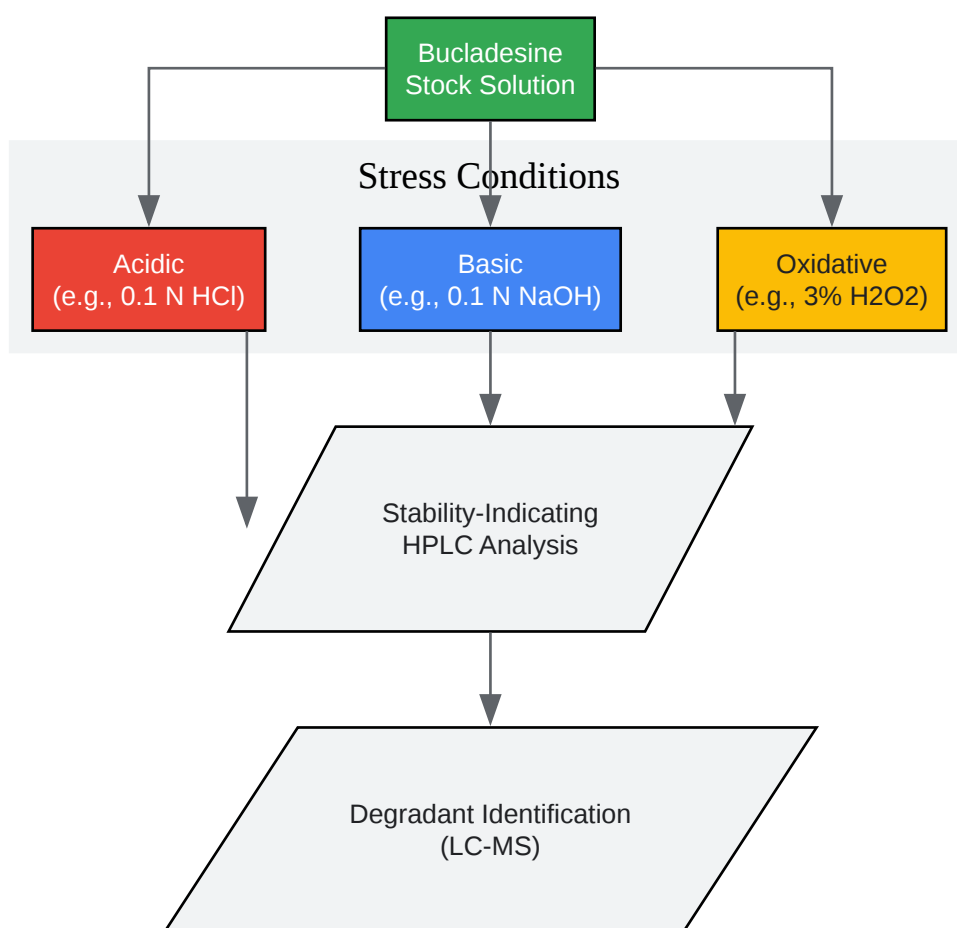 Bucladesine
Stock Solution
Stress Conditions
Acidic
(e.g., 0.1 N HCl)
Basic
(e.g., 0.1 N NaOH)
Oxidative
(e.g., 3% H2O2)
Stability-Indicating
HPLC Analysis
Degradant Identification
(LC-MS)